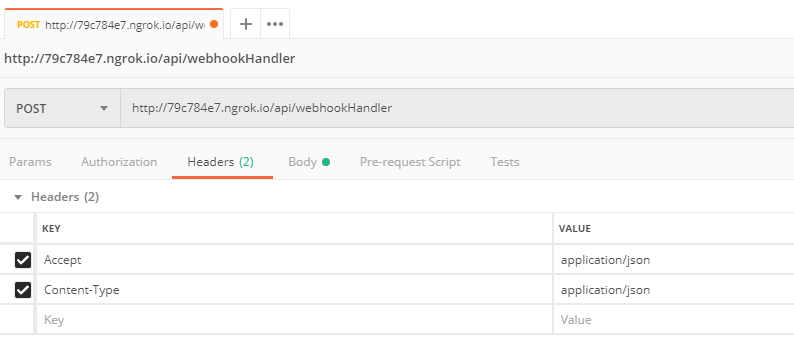 POST http://79c784e7.ngrok.io/api/w
http://79c784e7.ngrok.io/api/webhookHandler
POST http://79c784e7.ngrok.io/api/webhookHandler
Params Authorization Headers (2) Body Pre-request Script Tests
Headers (2)
KEY VALUE
Accept application/json
Content-Type application/json
Key Value